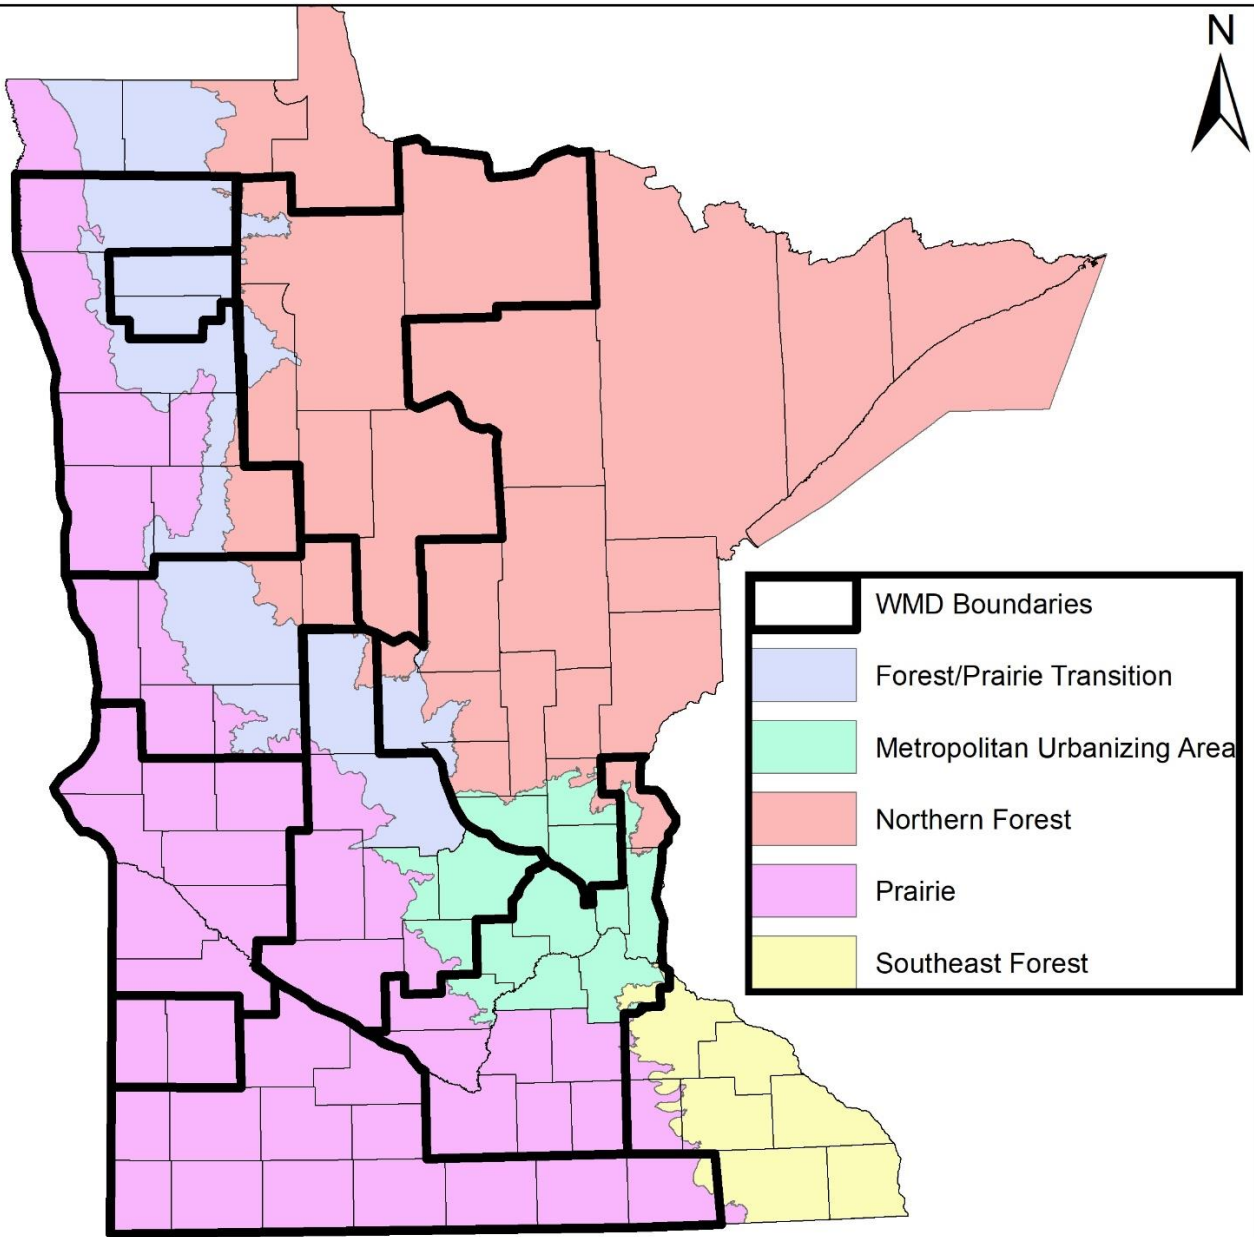 N
WMD Boundaries
Forest/Prairie Transition
Metropolitan Urbanizing Area
Northern Forest
Prairie
Southeast Forest